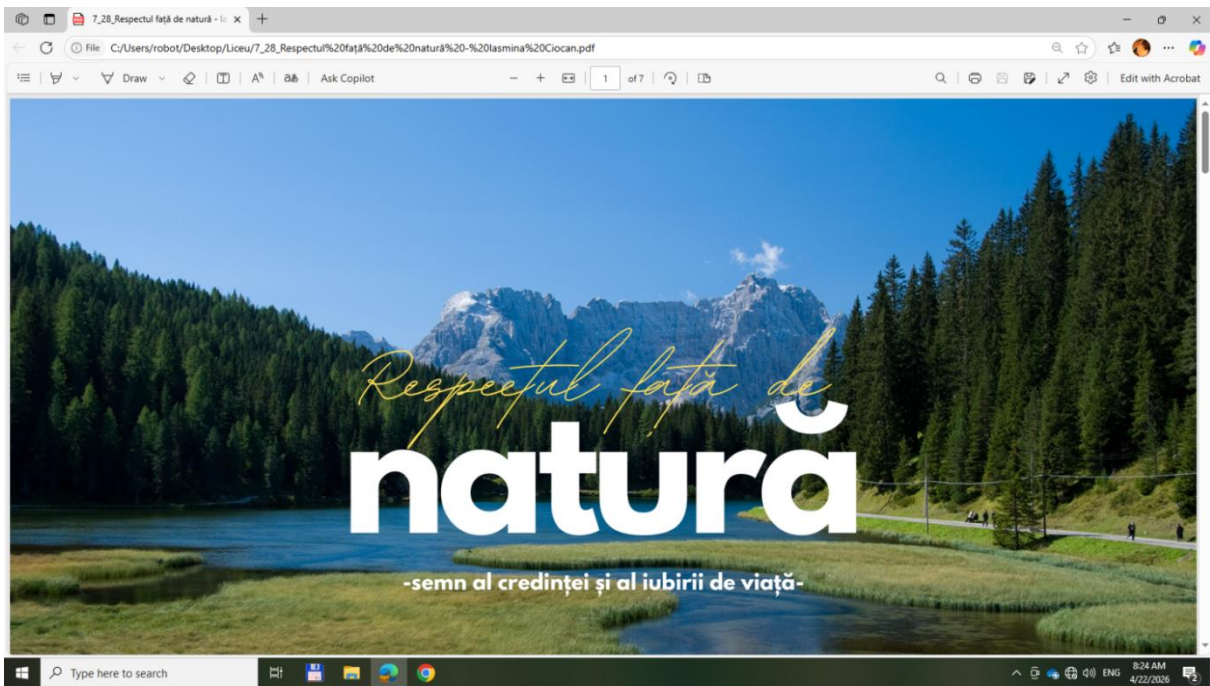 7_28_Respectul față de natură - Ia
File C:/Users/robot/Desktop/Liceu/7_28_Respectul%20față%20de%20natură%20-%20Iasmina%20Ciocan.pdf
Draw Ask Copilot 1 of 7 Edit with Acrobat
Respectul față de
natură
-semn al credinței și al iubirii de viață-
Type here to search
ENG
8:24 AM
4/22/2026
2